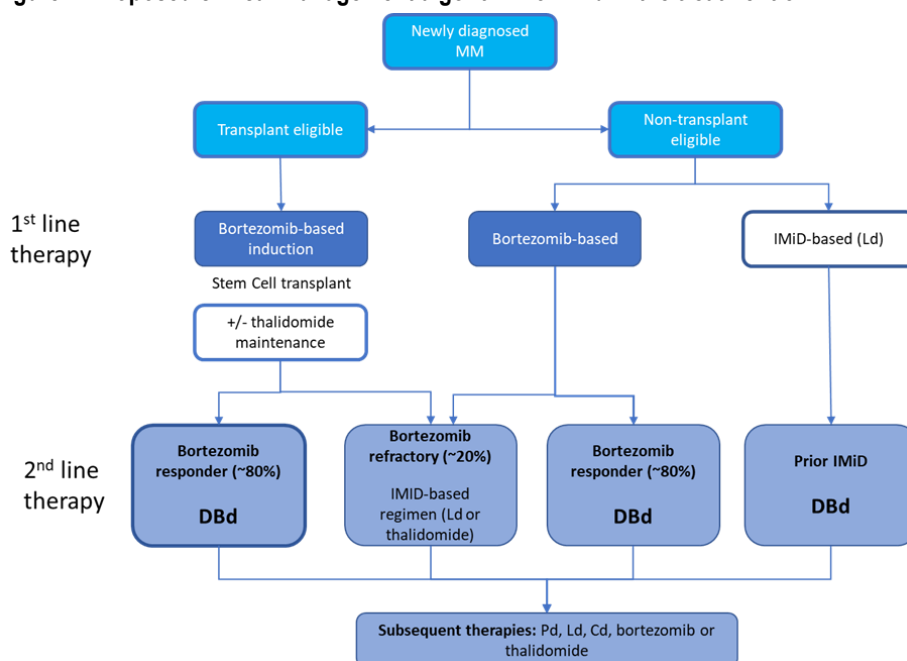 Newly diagnosed
MM
Transplant eligible
Non-transplant
eligible
1st line
therapy
Bortezomib-based
induction
Bortezomib-based
IMiD-based (Ld)
Stem Cell transplant
+/- thalidomide
maintenance
2nd line
therapy
Bortezomib
responder (~80%)
DBd
Bortezomib
refractory (~20%)
IMID-based
regimen (Ld or
thalidomide)
Bortezomib
responder (~80%)
DBd
Prior IMiD
DBd
Subsequent therapies: Pd, Ld, Cd, bortezomib or
thalidomide